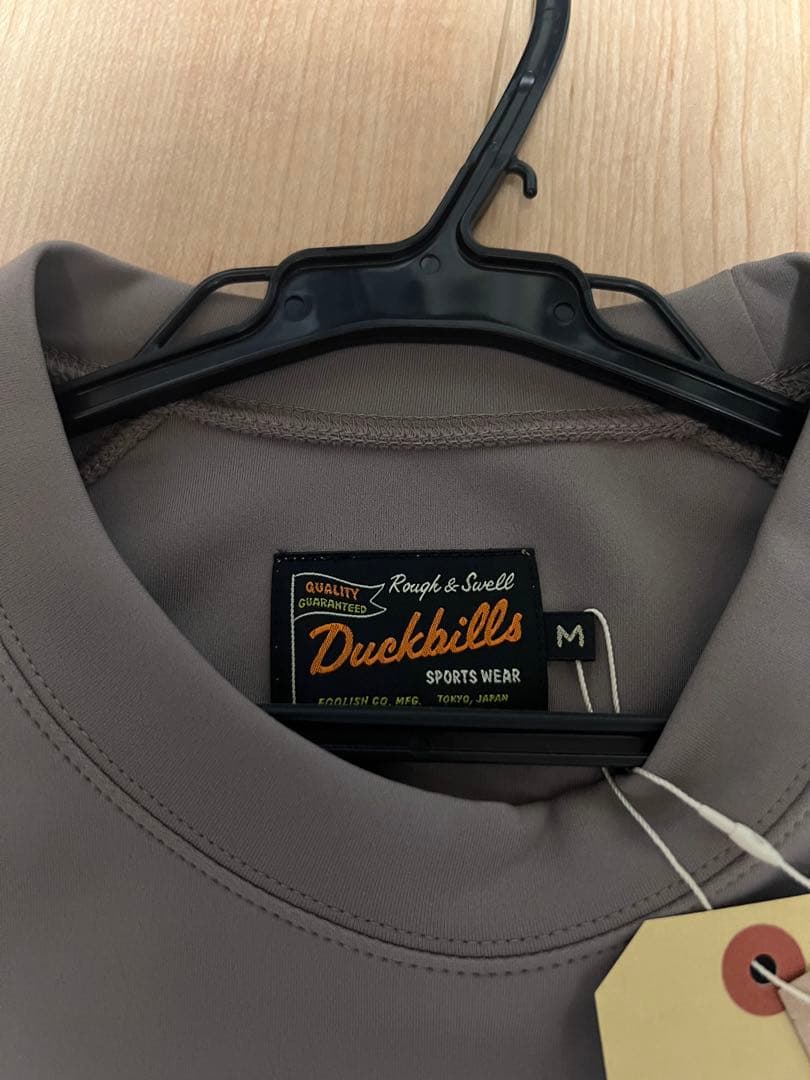 QUALITY
GUARANTEED
Rough & Swell
Duckbills
SPORTS WEAR
FOOLISH CO. MFG. TOKYO, JAPAN
M